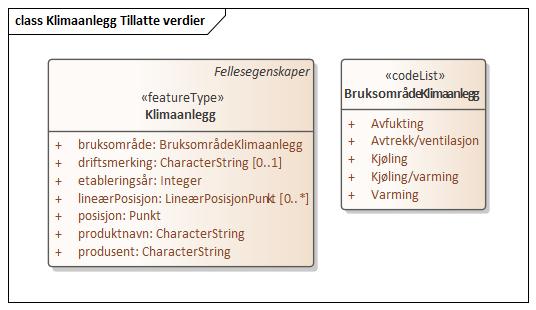 class Klimaanlegg Tillatte verdier
Fellesegenskaper
«featureType»
Klimaanlegg
+ bruksområde: BruksområdeKlimaanlegg
+ driftsmerking: CharacterString [0..1]
+ etableringsår: Integer
+ lineærPosisjon: LineærPosisjonPunkt [0..*]
+ posisjon: Punkt
+ produktnavn: CharacterString
+ produsent: CharacterString
«codeList»
BruksområdeKlimaanlegg
+ Avfukting
+ Avtrekk/ventilasjon
+ Kjøling
+ Kjøling/varming
+ Varming